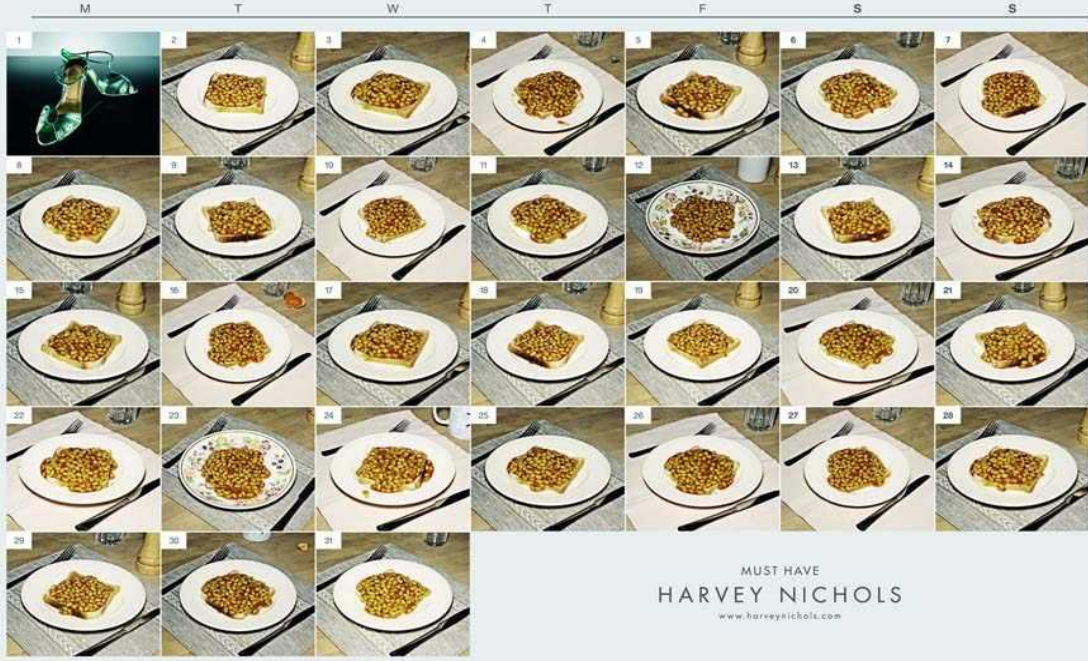 M T W T F S S
1 2 3 4 5 6 7
8 9 10 11 12 13 14
15 16 17 18 19 20 21
22 23 24 25 26 27 28
29 30 31
MUST HAVE
HARVEY NICHOLS
www.harveynichols.com